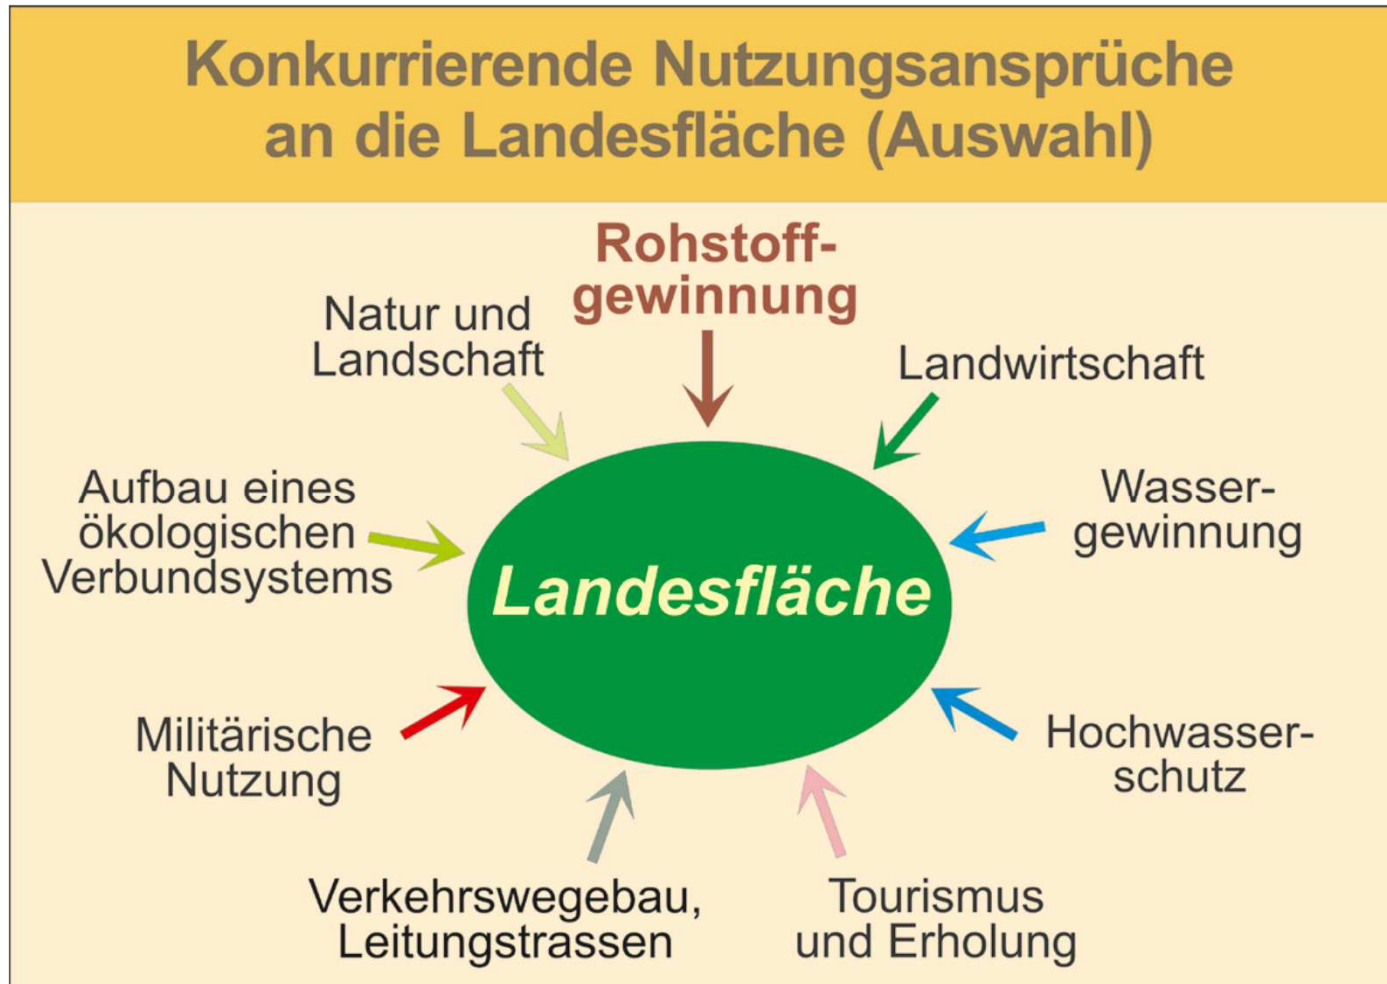 Konkurrierende Nutzungsansprüche
an die Landesfläche (Auswahl)
Rohstoff-
gewinnung
Natur und
Landschaft
Landwirtschaft
Aufbau eines
ökologischen
Verbundsystems
Wasser-
gewinnung
Landesfläche
Militärische
Nutzung
Hochwasser-
schutz
Verkehrswegebau,
Leitungstrassen
Tourismus
und Erholung